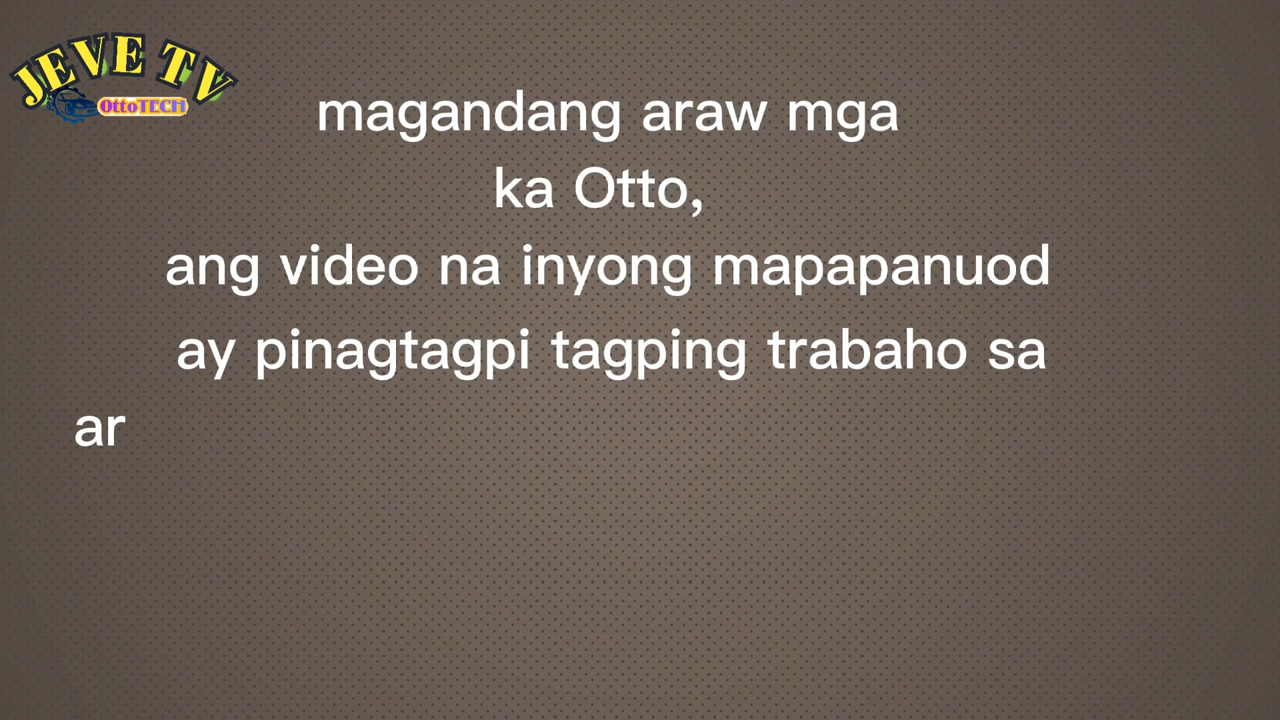 JEVE TV
OttoTECH
magandang araw mga
ka Otto,
ang video na inyong mapapanuod
ay pinagtagpi tagping trabaho sa
ar